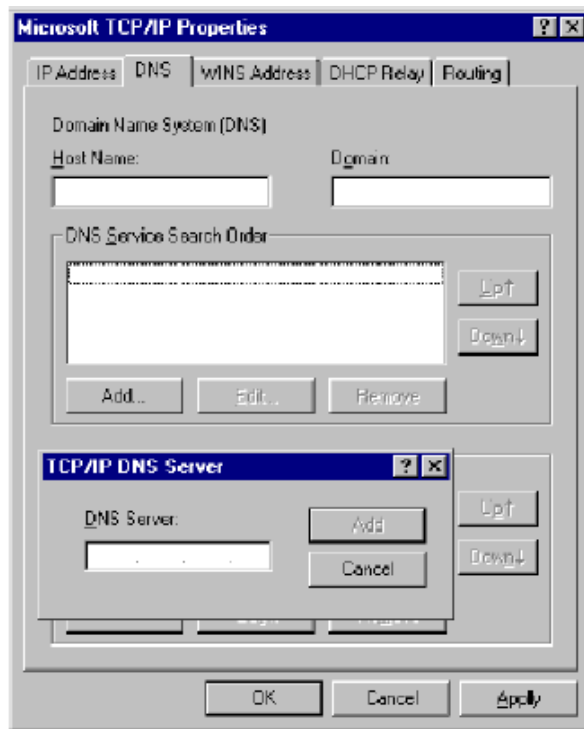 Microsoft TCP/IP Properties
IP Address DNS WINS Address DHCP Relay Routing
Domain Name System (DNS)
Host Name: Domain:
DNS Service Search Order
Up↑
Down↓
Add... Edit... Remove
TCP/IP DNS Server
DNS Server:
Add
Cancel
Up↑
Down↓
OK Cancel Apply